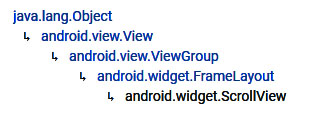 java.lang.Object
↳ android.view.View
↳ android.view.ViewGroup
↳ android.widget.FrameLayout
↳ android.widget.ScrollView